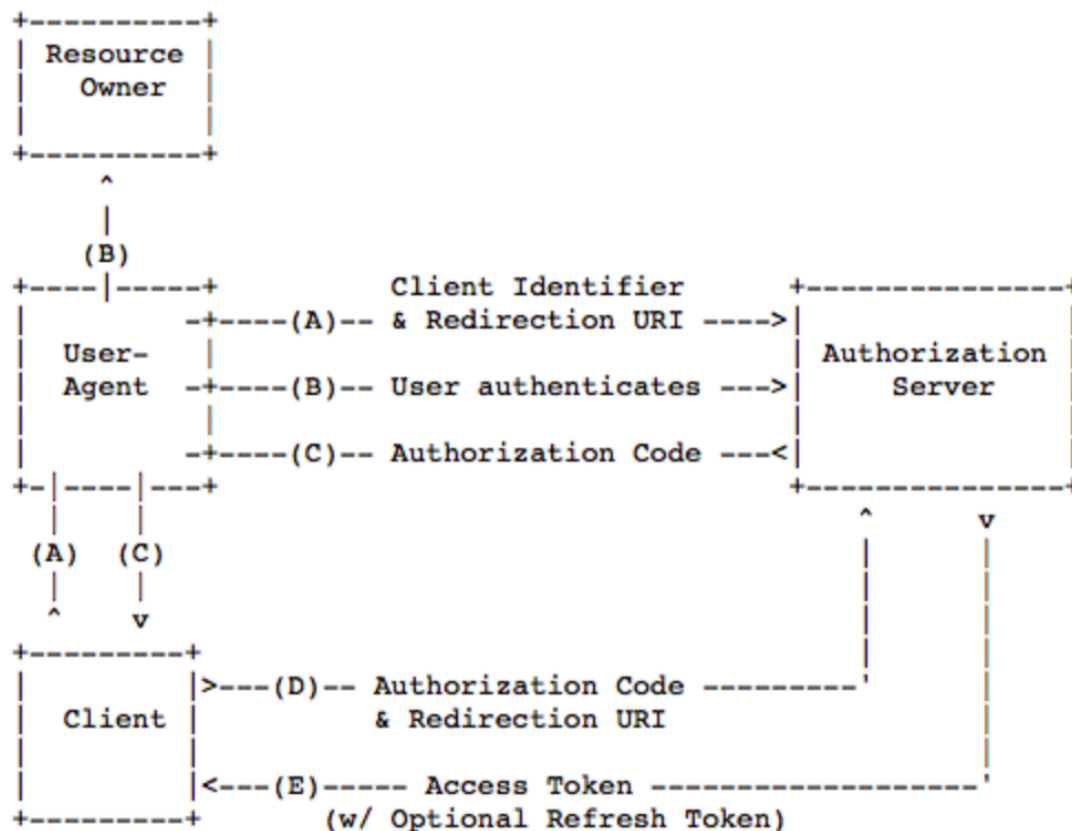 +----------+
| Resource |
|   Owner  |
|          |
+----------+
     ^
     |
    (B)
+----|-----+          Client Identifier      +---------------+
|         -+----(A)-- & Redirection URI ---->|               |
|  User-   |                                 | Authorization |
|  Agent  -+----(B)-- User authenticates --->|     Server    |
|          |                                 |               |
|         -+----(C)-- Authorization Code ---<|               |
+-|----|---+                                 +---------------+
  |    |                                         ^      v
 (A)  (C)                                        |      |
  |    |                                         |      |
  ^    v                                         |      |
+---------+                                      |      |
|         |>---(D)-- Authorization Code ---------'      |
|  Client |          & Redirection URI                  |
|         |                                             |
|         |<---(E)----- Access Token -------------------'
+---------+       (w/ Optional Refresh Token)